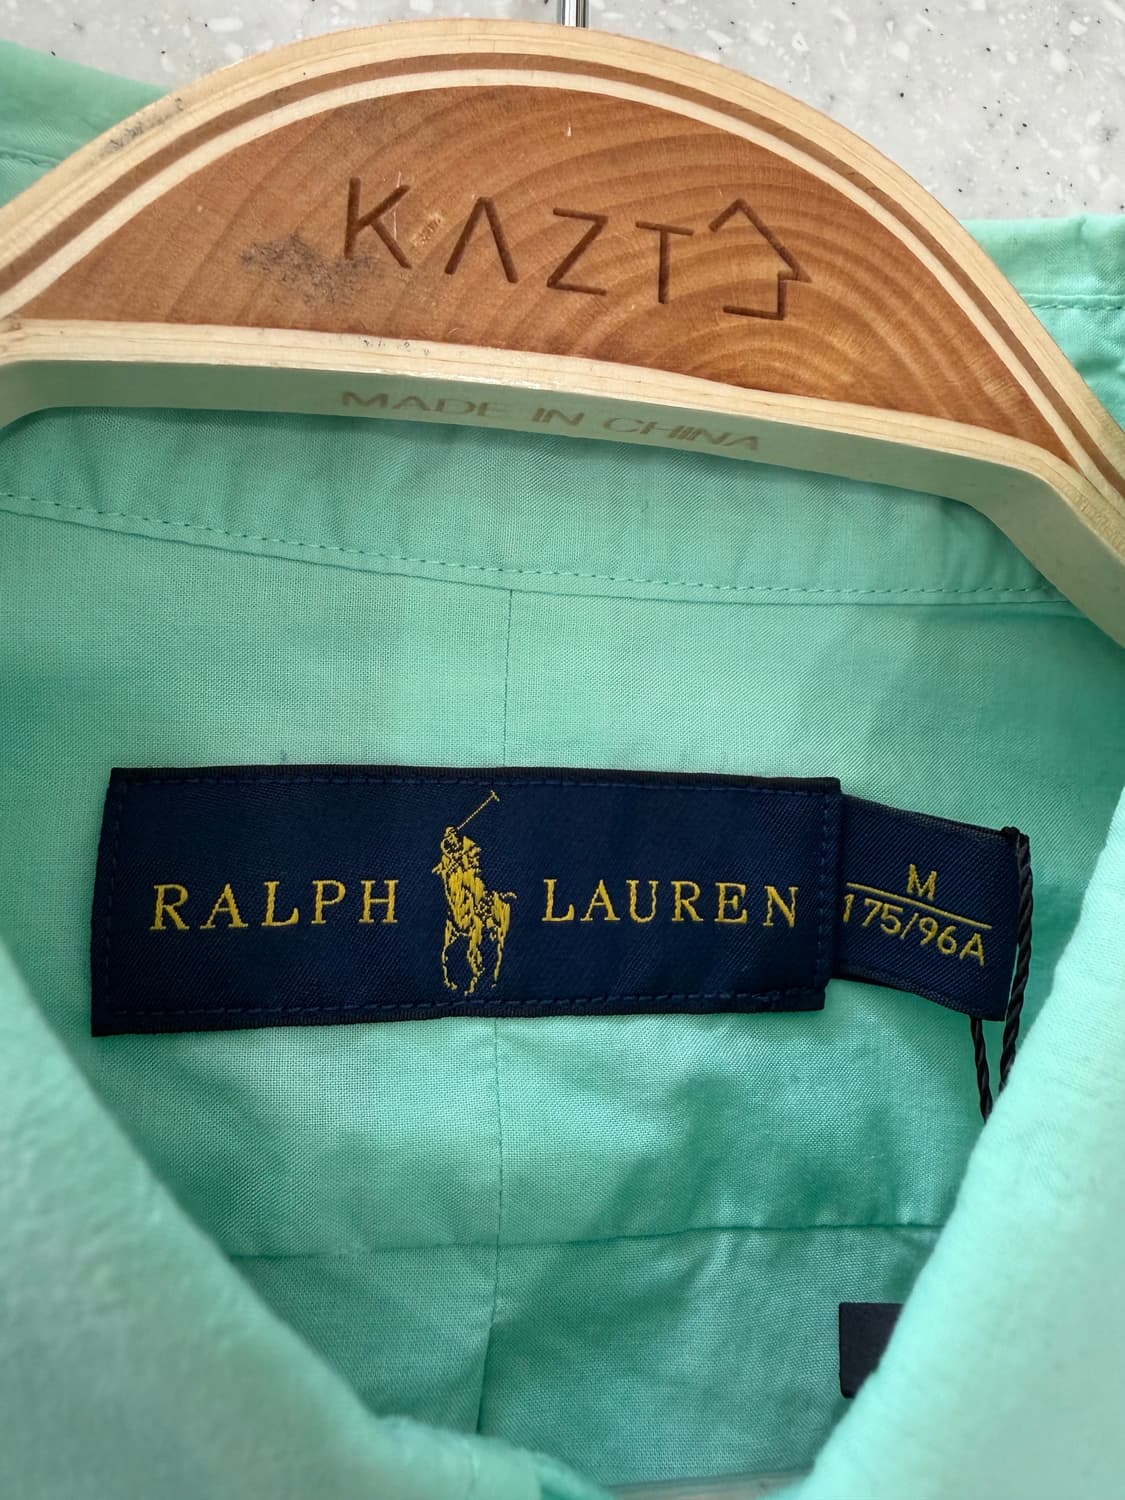 KAZT
MADE IN CHINA
RALPH LAUREN
M
175/96A